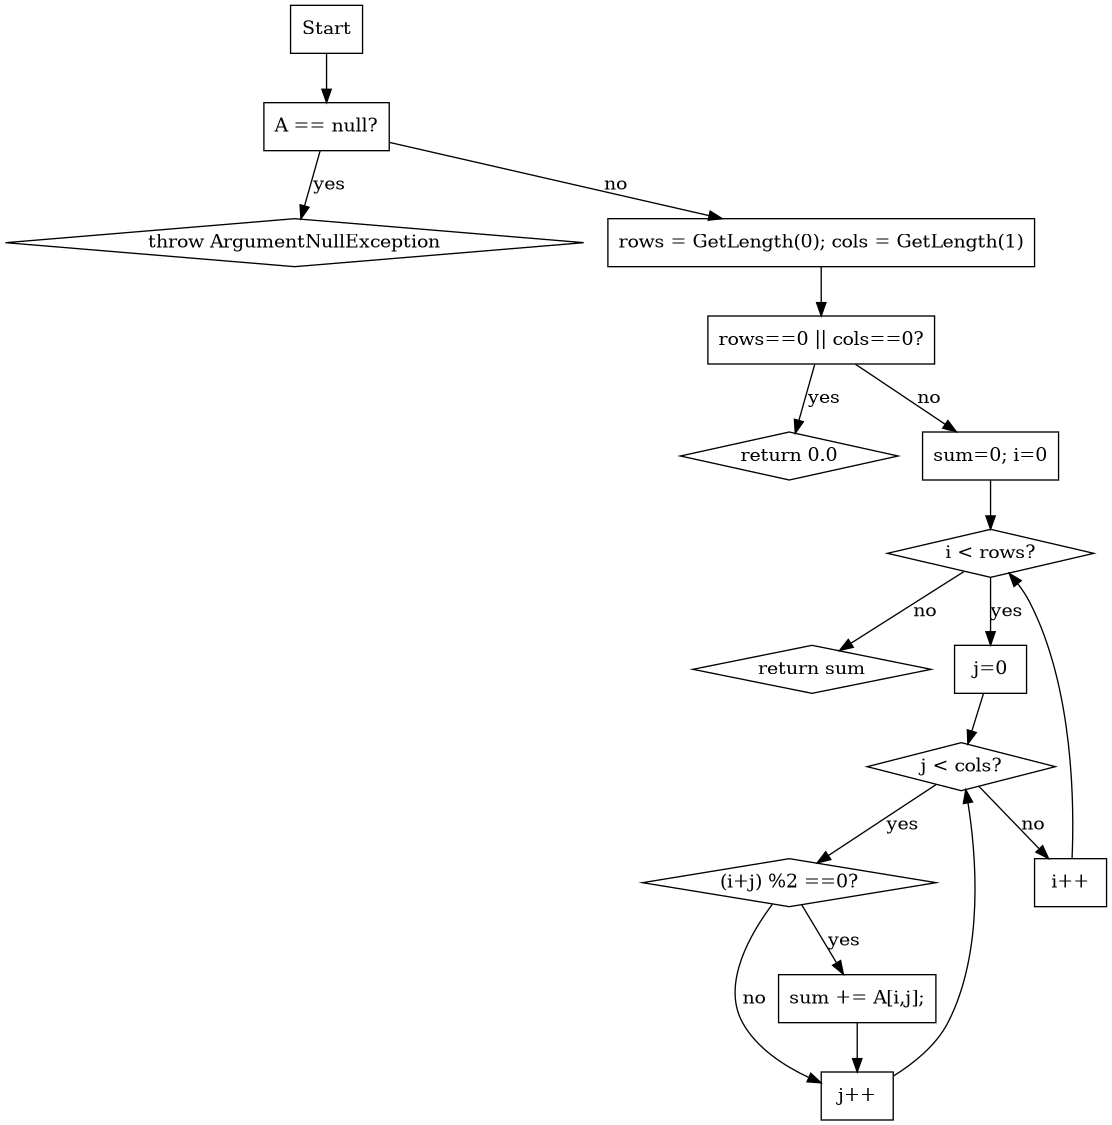 Start
A == null?
yes
no
throw ArgumentNullException
rows = GetLength(0); cols = GetLength(1)
rows==0 || cols==0?
yes
no
return 0.0
sum=0; i=0
i < rows?
no
yes
return sum
j=0
j < cols?
yes
no
(i+j) %2 ==0?
i++
yes
sum += A[i,j];
no
j++